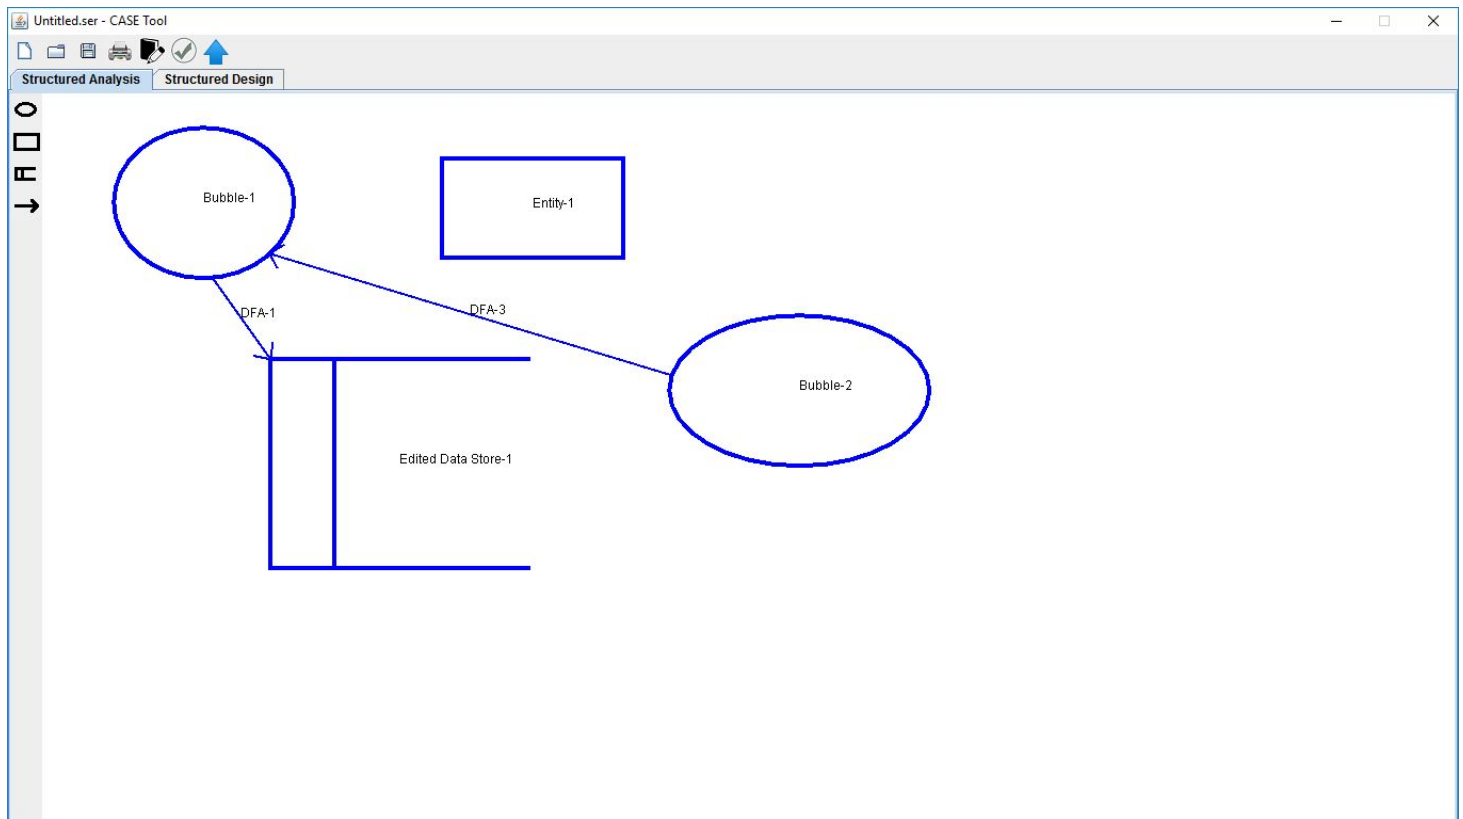 Untitled.ser - CASE Tool
Structured Analysis
Structured Design
Bubble-1
Entity-1
DFA-1
DFA-3
Bubble-2
Edited Data Store-1